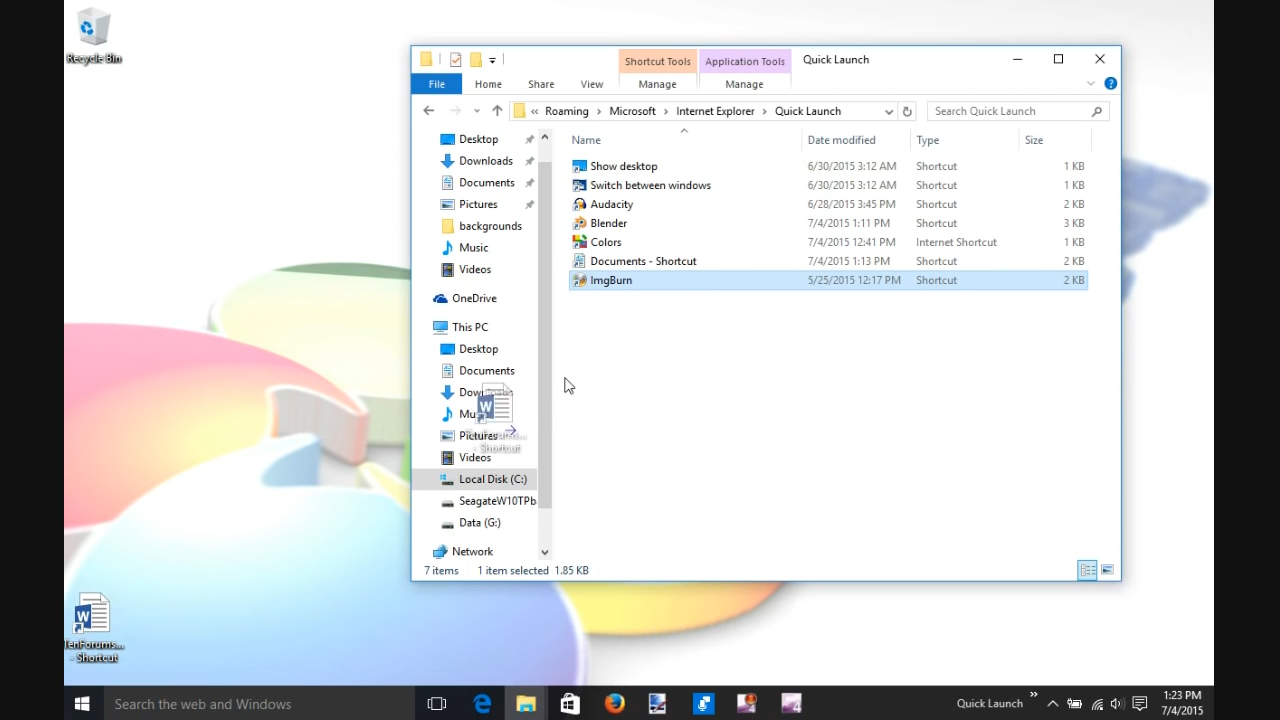 Recycle Bin
Shortcut Tools
Application Tools
Quick Launch
File
Home
Share
View
Manage
Manage
« Roaming > Microsoft > Internet Explorer > Quick Launch
Search Quick Launch
Desktop
Downloads
Documents
Pictures
backgrounds
Music
Videos
OneDrive
This PC
Desktop
Documents
Pictures
Videos
Local Disk (C:)
SeagateW10TPb
Data (G:)
Network
Name Date modified Type Size
Show desktop 6/30/2015 3:12 AM Shortcut 1 KB
Switch between windows 6/30/2015 3:12 AM Shortcut 1 KB
Audacity 6/28/2015 3:45 PM Shortcut 2 KB
Blender 7/4/2015 1:11 PM Shortcut 3 KB
Colors 7/4/2015 12:41 PM Internet Shortcut 1 KB
Documents - Shortcut 7/4/2015 1:13 PM Shortcut 2 KB
ImgBurn 5/25/2015 12:17 PM Shortcut 2 KB
- Shortcut
7 items 1 item selected 1.85 KB
TenForums...
- Shortcut
Search the web and Windows
Quick Launch
1:23 PM
7/4/2015